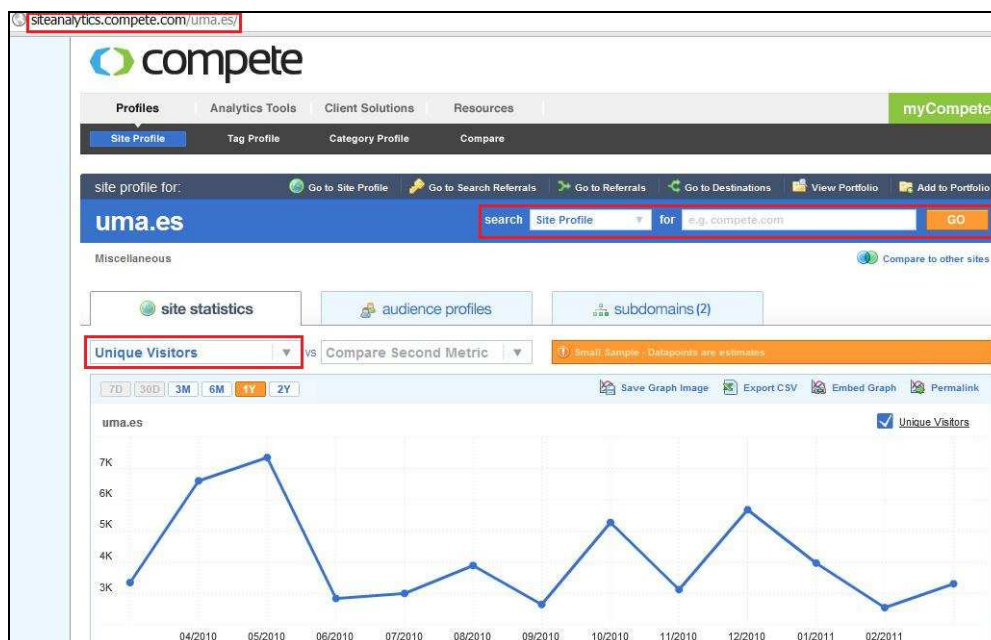 siteanalytics.compete.com/uma.es/
compete
Profiles Analytics Tools Client Solutions Resources myCompete
Site Profile Tag Profile Category Profile Compare
site profile for: Go to Site Profile Go to Search Referrals Go to Referrals Go to Destinations View Portfolio Add to Portfolio
uma.es search Site Profile for e.g. compete.com GO
Miscellaneous Compare to other sites
site statistics audience profiles subdomains (2)
Unique Visitors vs Compare Second Metric Small Sample - Datapoints are estimates
7D 30D 3M 6M 1Y 2Y Save Graph Image Export CSV Embed Graph Permalink
uma.es Unique Visitors
7K
6K
5K
4K
3K
04/2010 05/2010 06/2010 07/2010 08/2010 09/2010 10/2010 11/2010 12/2010 01/2011 02/2011